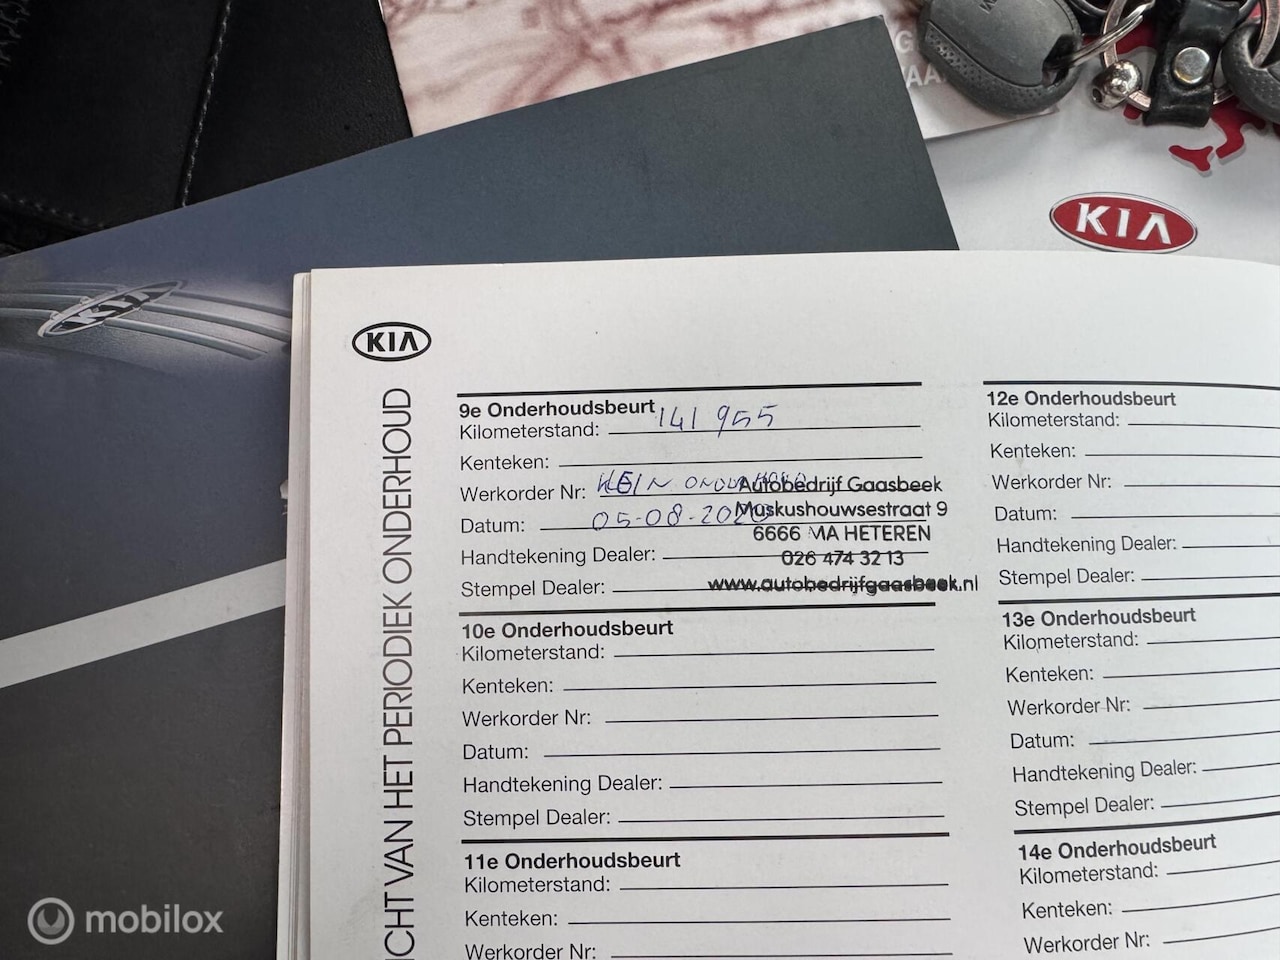 KIA
KIA
KIA
ICHT VAN HET PERIODIEK ONDERHOUD
9e Onderhoudsbeurt
Kilometerstand: 141 955
Kenteken:
Werkorder Nr: KLEIN
Datum: 05-08-2020
Handtekening Dealer:
Stempel Dealer:
Autobedrijf Gaasbeek
Muskushouwsestraat 9
6666 MA HETEREN
026 474 32 13
www.autobedrijfgaasbeek.nl
10e Onderhoudsbeurt
Kilometerstand:
Kenteken:
Werkorder Nr:
Datum:
Handtekening Dealer:
Stempel Dealer:
11e Onderhoudsbeurt
Kilometerstand:
Kenteken:
Werkorder Nr:
12e Onderhoudsbeurt
Kilometerstand:
Kenteken:
Werkorder Nr:
Datum:
Handtekening Dealer:
Stempel Dealer:
13e Onderhoudsbeurt
Kilometerstand:
Kenteken:
Werkorder Nr:
Datum:
Handtekening Dealer:
Stempel Dealer:
14e Onderhoudsbeurt
Kilometerstand:
Kenteken:
Werkorder Nr:
mobilox